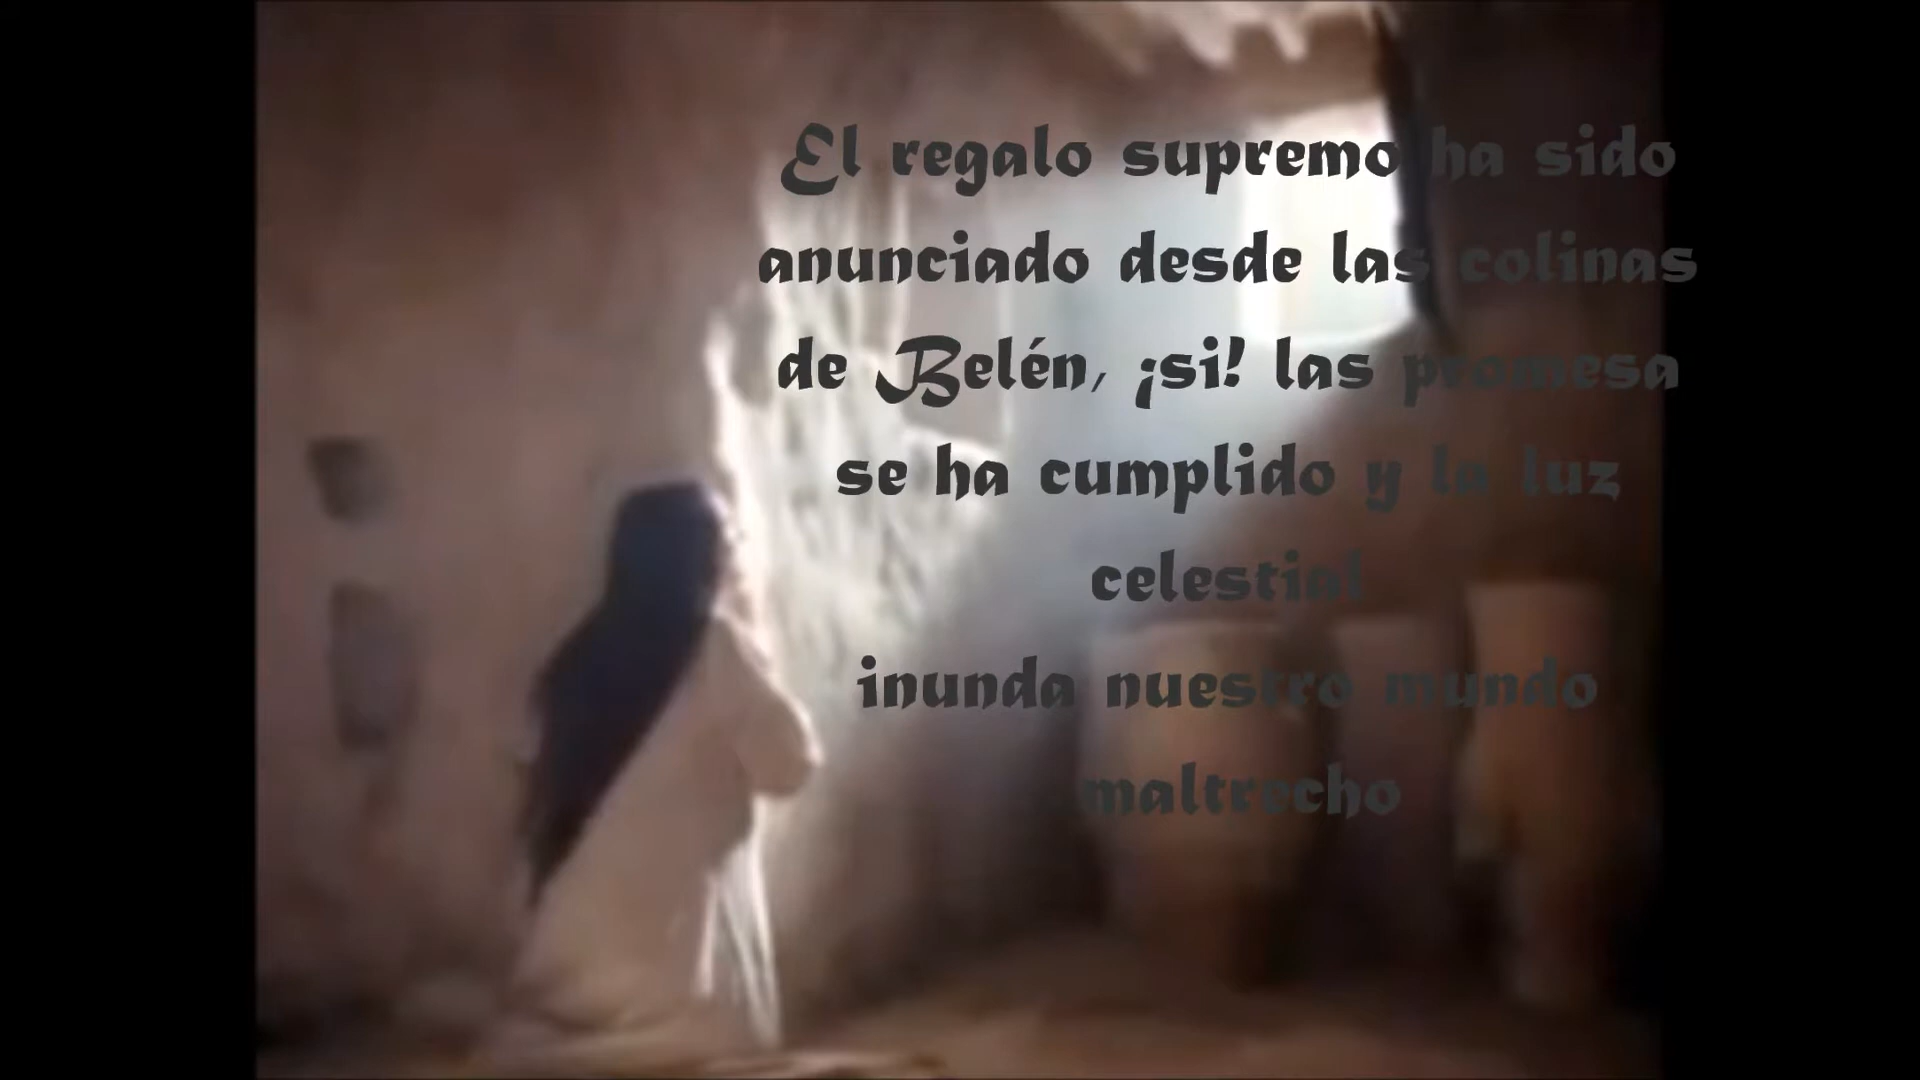 El regalo supremo ha sido
anunciado desde las colinas
de Belén, ¡si! las promesa
se ha cumplido y la luz
celestial
inunda nuestro mundo
maltrecho